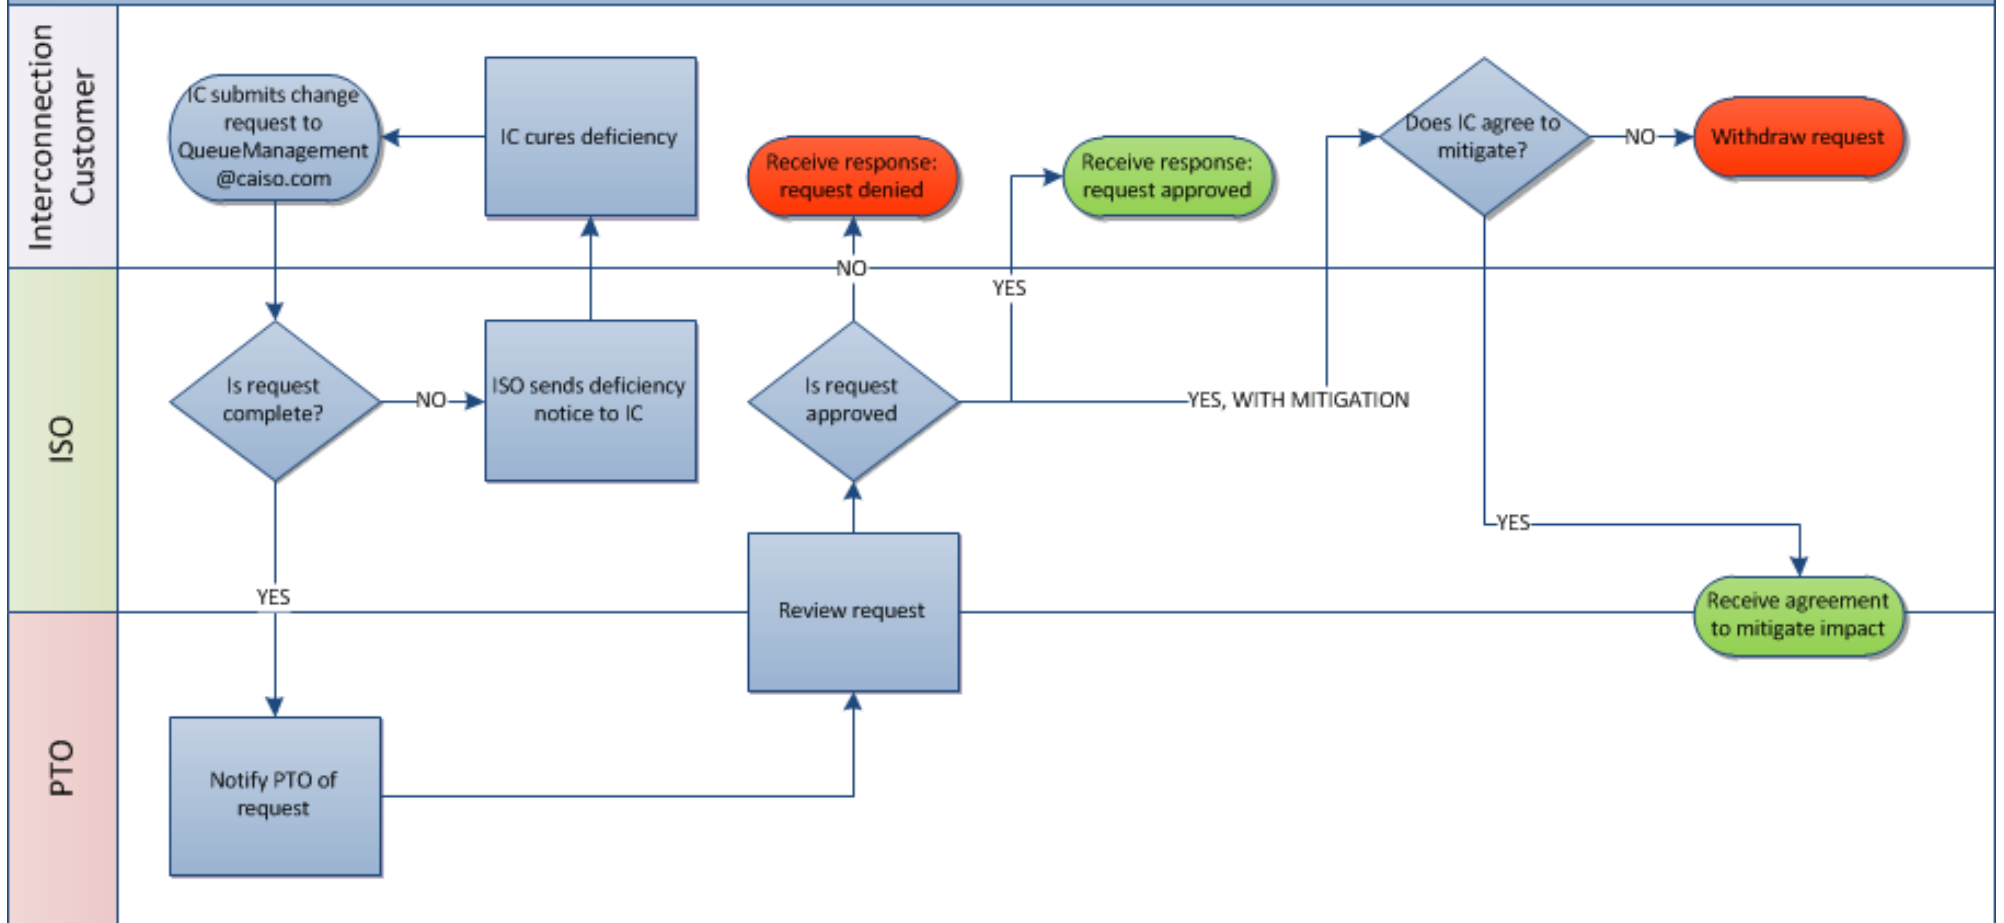 Interconnection
Customer
IC submits change
request to
QueueManagement
@caiso.com
IC cures deficiency
Receive response:
request denied
Receive response:
request approved
Does IC agree to
mitigate?
NO
Withdraw request
NO
YES
ISO
Is request
complete?
NO
ISO sends deficiency
notice to IC
Is request
approved
YES, WITH MITIGATION
YES
YES
Review request
Receive agreement
to mitigate impact
PTO
Notify PTO of
request